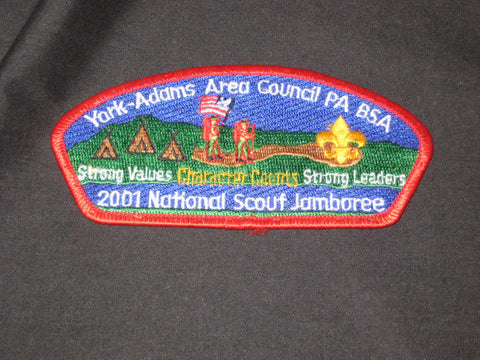 York-Adams Area Council PA BSA
Strong Values Character Counts Strong Leaders
2001 National Scout Jamboree